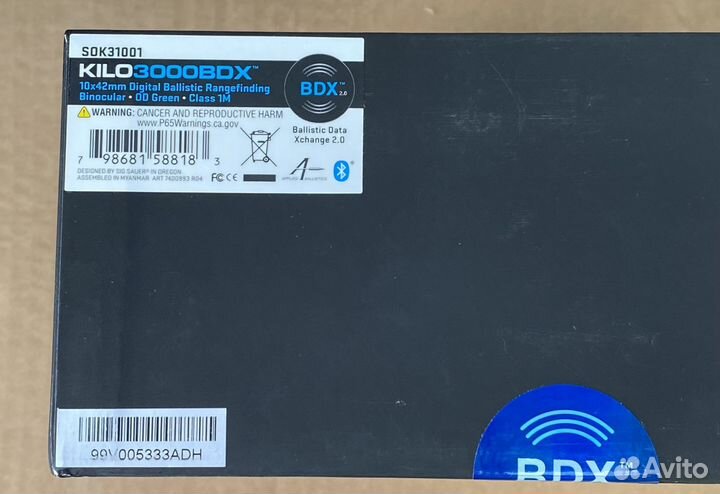 SOK31001
KILO3000BDX™
10x42mm Digital Ballistic Rangefinding
Binocular • OD Green • Class 1M
BDX™ 2.0
WARNING: CANCER AND REPRODUCTIVE HARM
www.P65Warnings.ca.gov
Ballistic Data
Xchange 2.0
7 98681 58818 3
DESIGNED BY SIG SAUER IN OREGON
ASSEMBLED IN MYANMAR ART 7400993 R04
FC CE
A
APPLIED BALLISTICS
99V005333ADH
BDX™
Avito